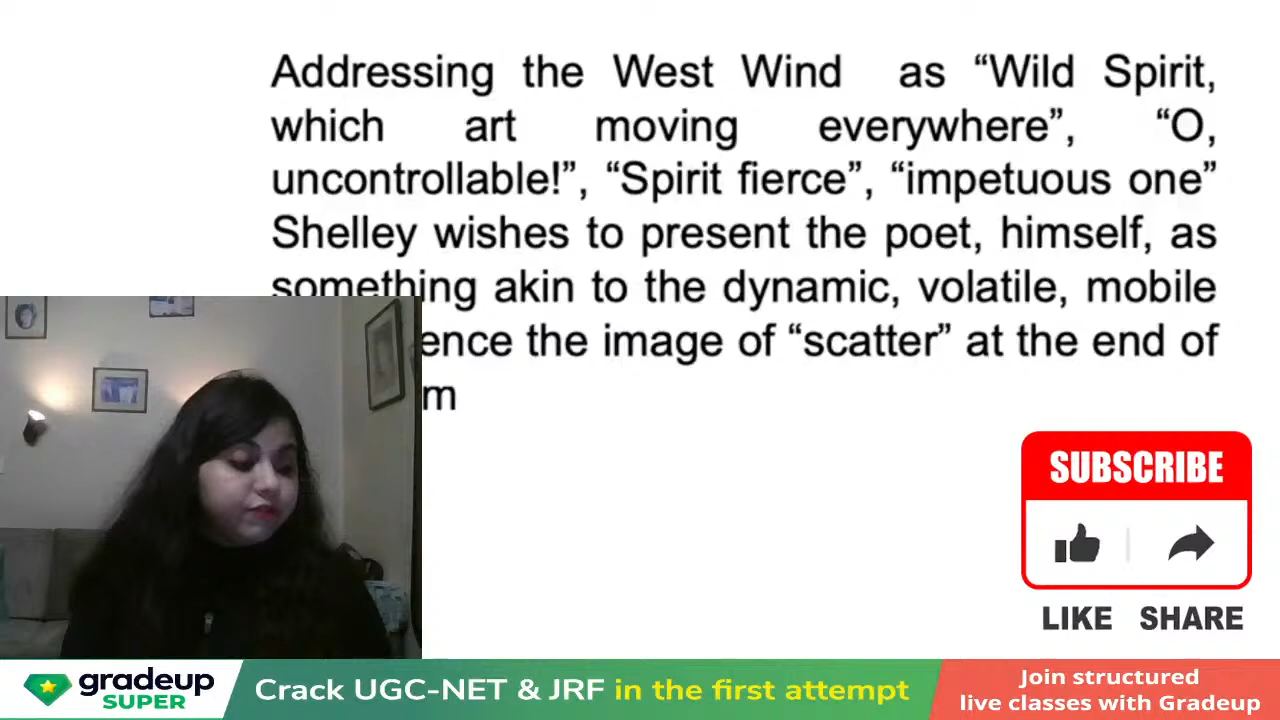 Addressing the West Wind as “Wild Spirit,
which art moving everywhere”, “O,
uncontrollable!”, “Spirit fierce”, “impetuous one”
Shelley wishes to present the poet, himself, as
something akin to the dynamic, volatile, mobile
the image of “scatter” at the end of
SUBSCRIBE
LIKE SHARE
gradeup
SUPER
Crack UGC-NET & JRF in the first attempt
Join structured
live classes with Gradeup